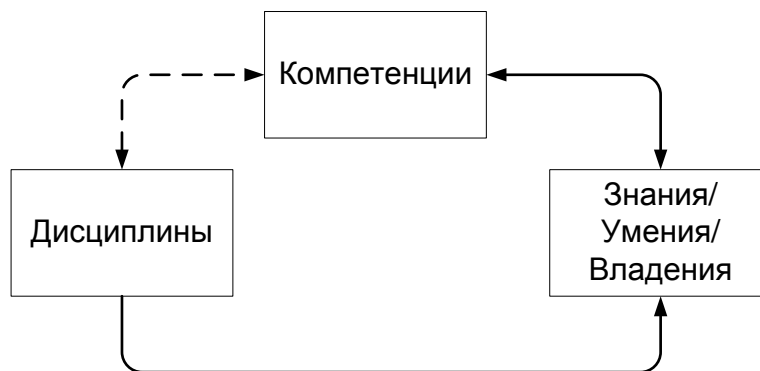 Компетенции
Дисциплины
Знания/
Умения/
Владения